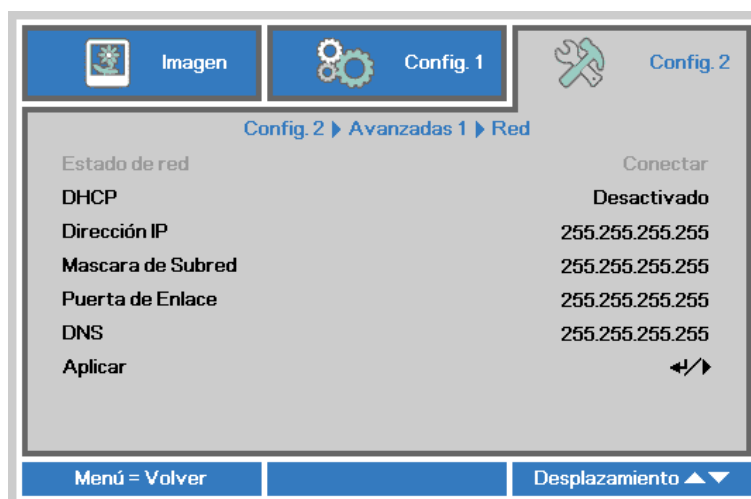 Imagen Config. 1 Config. 2
Config. 2 ▶ Avanzadas 1 ▶ Red
Estado de red Conectar
DHCP Desactivado
Dirección IP 255.255.255.255
Mascara de Subred 255.255.255.255
Puerta de Enlace 255.255.255.255
DNS 255.255.255.255
Aplicar ↵/▶
Menú = Volver Desplazamiento ▲▼